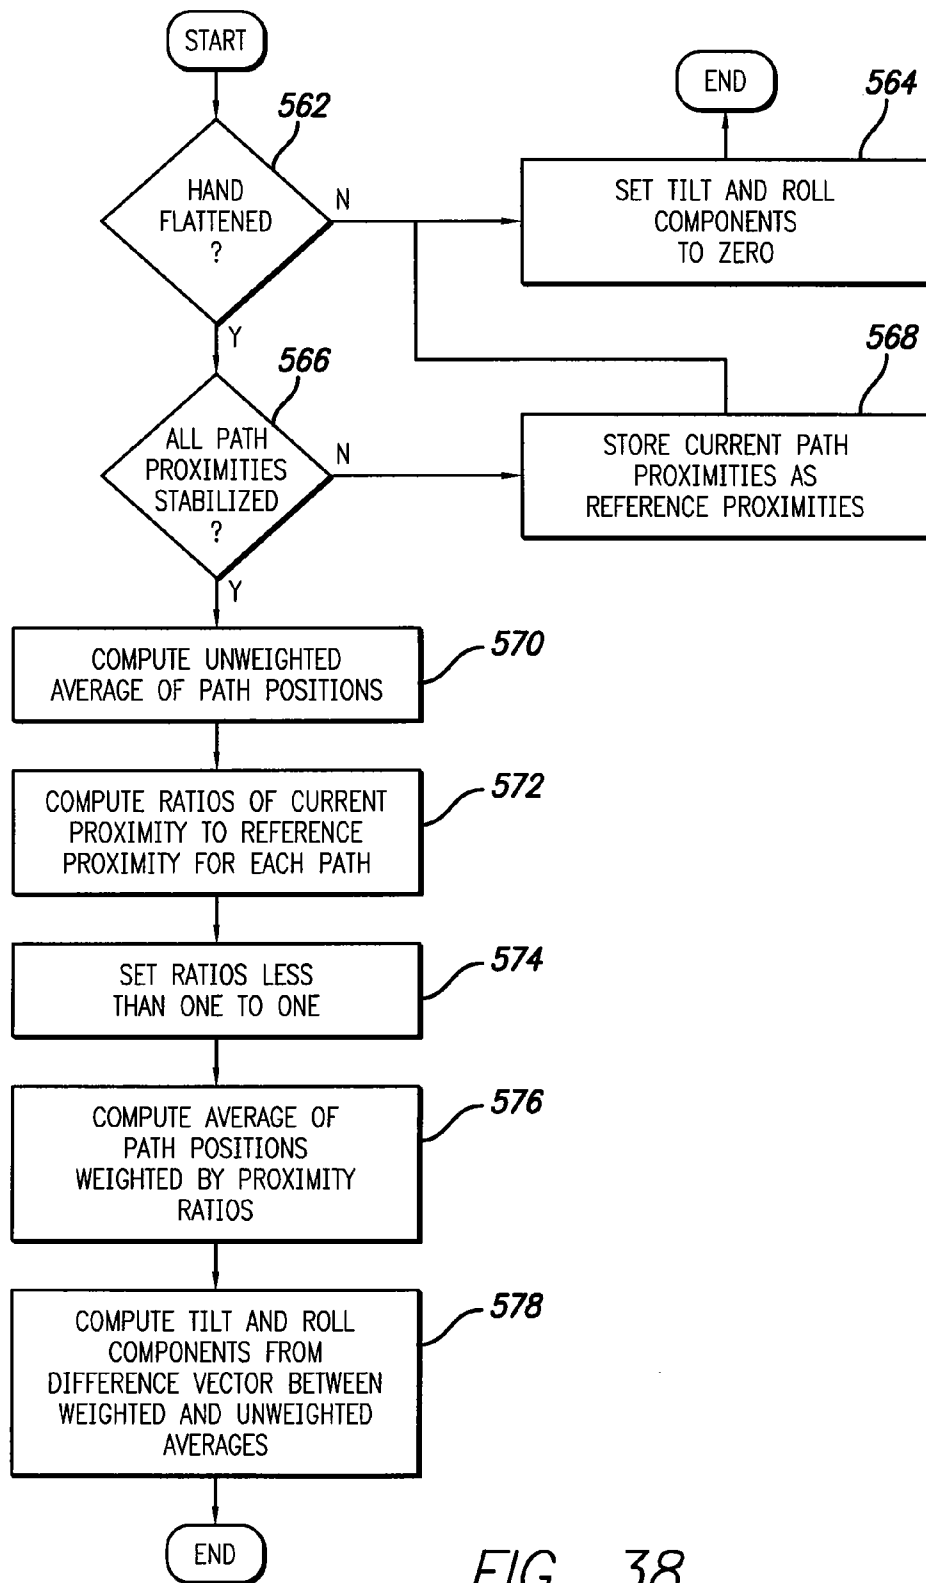 START
562
HAND
FLATTENED
?
N
Y
END
564
SET TILT AND ROLL
COMPONENTS
TO ZERO
566
ALL PATH
PROXIMITIES
STABILIZED
?
N
Y
568
STORE CURRENT PATH
PROXIMITIES AS
REFERENCE PROXIMITIES
570
COMPUTE UNWEIGHTED
AVERAGE OF PATH POSITIONS
572
COMPUTE RATIOS OF CURRENT
PROXIMITY TO REFERENCE
PROXIMITY FOR EACH PATH
574
SET RATIOS LESS
THAN ONE TO ONE
576
COMPUTE AVERAGE OF
PATH POSITIONS
WEIGHTED BY PROXIMITY
RATIOS
578
COMPUTE TILT AND ROLL
COMPONENTS FROM
DIFFERENCE VECTOR BETWEEN
WEIGHTED AND UNWEIGHTED
AVERAGES
END
FIG. 38